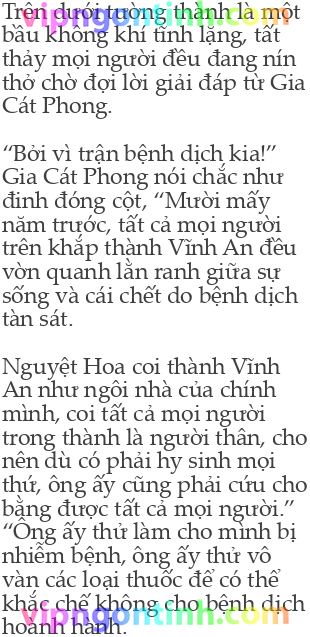 Trên dưới tường thành là một
vipngontinh.com
bầu không khí tĩnh lặng, tất
thảy mọi người đều đang nín
thở chờ đợi lời giải đáp từ Gia
Cát Phong.
“Bởi vì trận bệnh dịch kia!”
Gia Cát Phong nói chắc như
đinh đóng cột, “Mười mấy
năm trước, tất cả mọi người
trên khắp thành Vĩnh An đều
vờn quanh lằn ranh giữa sự
sống và cái chết do bệnh dịch
tàn sát.
Nguyệt Hoa coi thành Vĩnh
An như ngôi nhà của chính
mình, coi tất cả mọi người
trong thành là người thân, cho
nên dù có phải hy sinh mọi
thứ, ông ấy cũng phải cứu cho
bằng được tất cả mọi người.”
“Ông ấy thử làm cho mình bị
nhiễm bệnh, ông ấy thử vô
vàn các loại thuốc để có thể
khắc chế không cho bệnh dịch
vipngontinh.com
hoành hành.